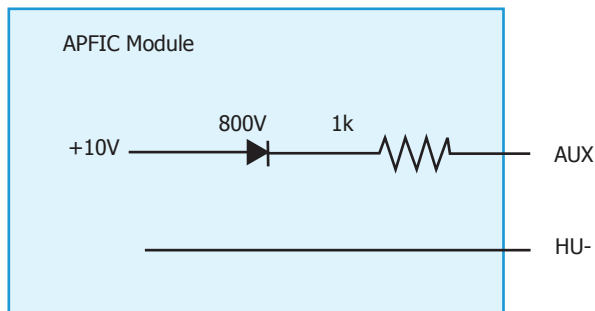 APFIC Module
800V
1k
+10V
AUX
HU-